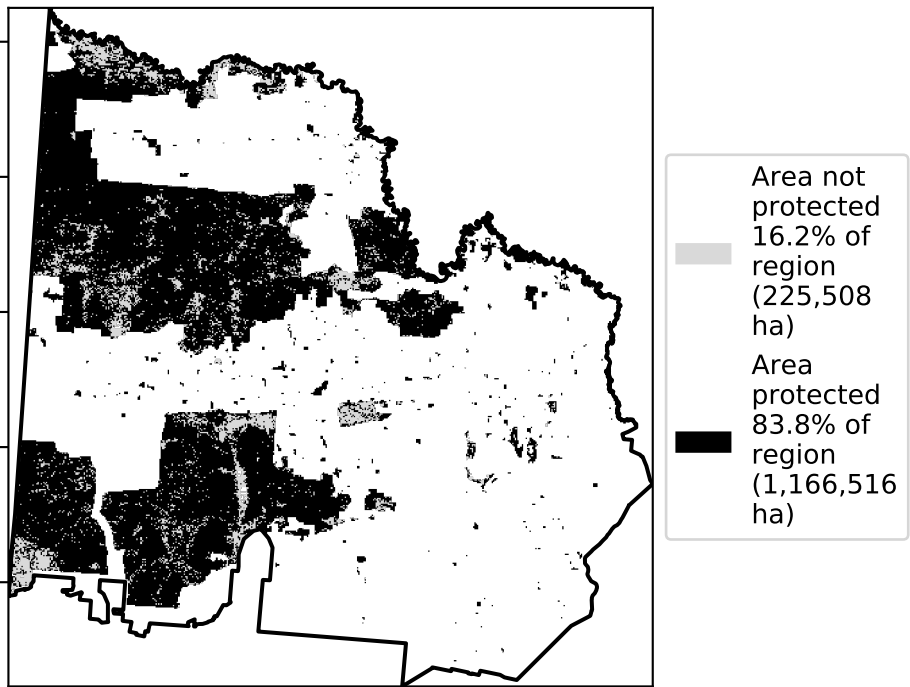 Area not
protected
16.2% of
region
(225,508
ha)
Area
protected
83.8% of
region
(1,166,516
ha)